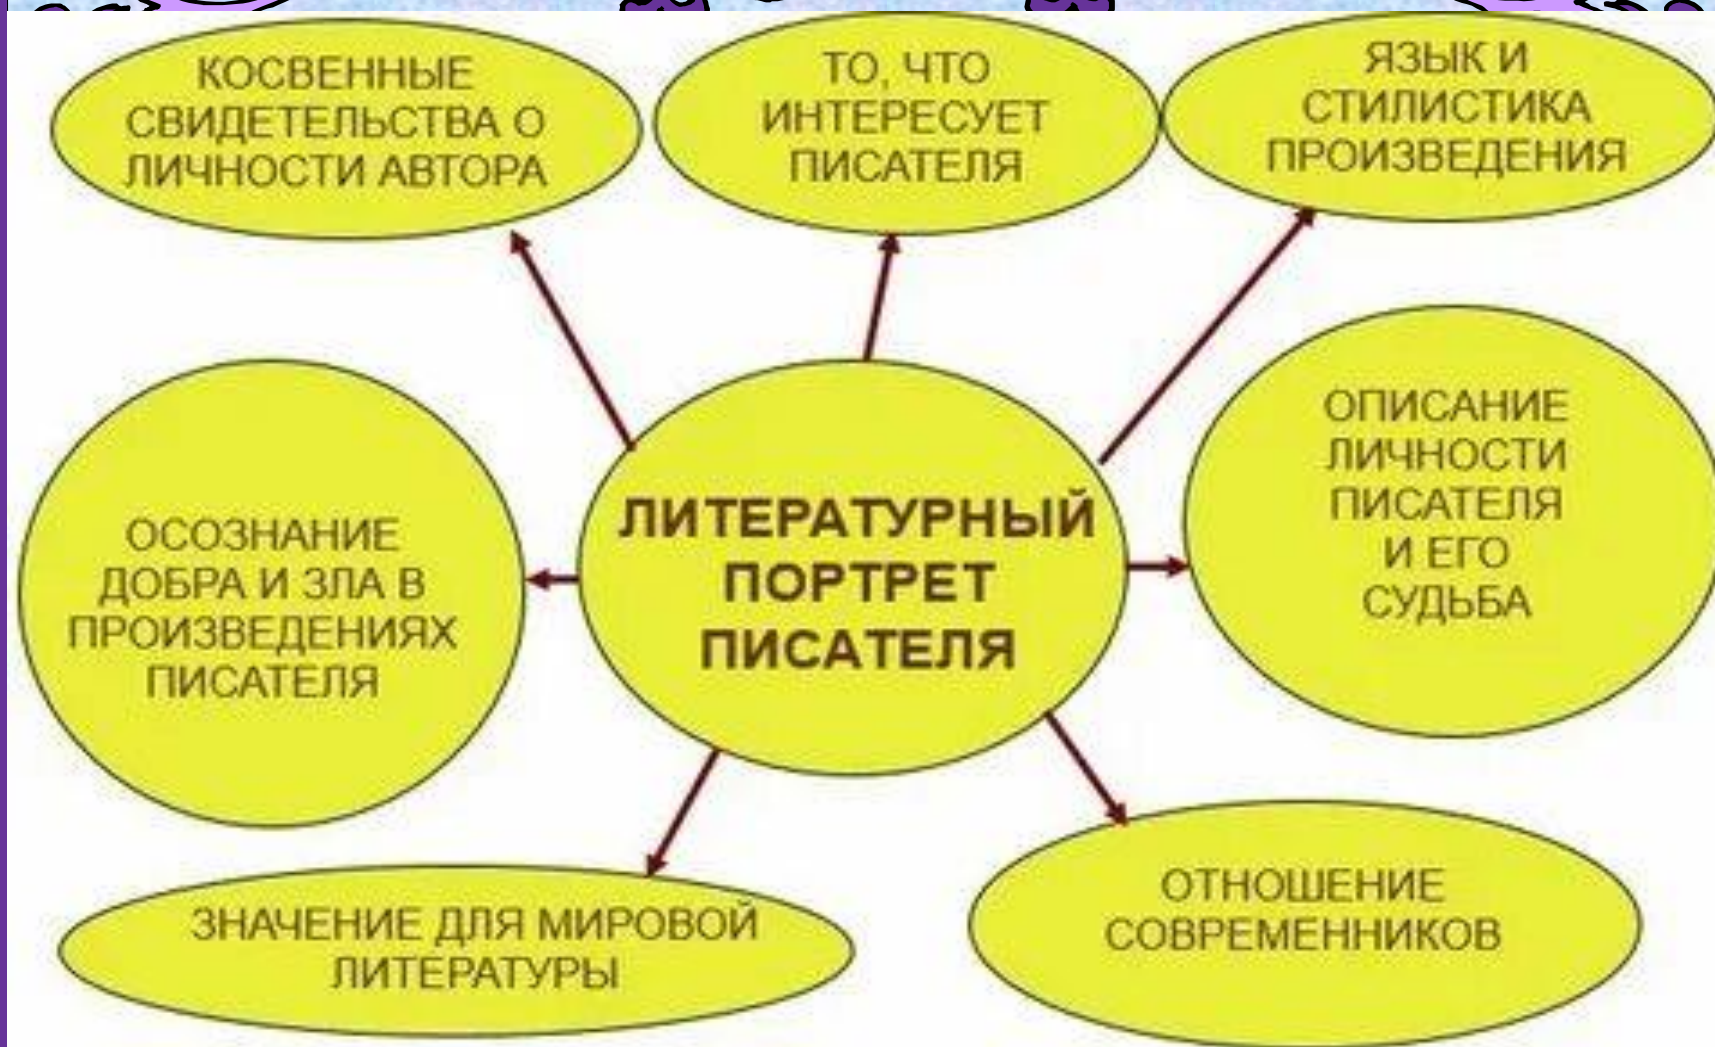 КОСВЕННЫЕ
СВИДЕТЕЛЬСТВА О
ЛИЧНОСТИ АВТОРА
ТО, ЧТО
ИНТЕРЕСУЕТ
ПИСАТЕЛЯ
ЯЗЫК И
СТИЛИСТИКА
ПРОИЗВЕДЕНИЯ
ОСОЗНАНИЕ
ДОБРА И ЗЛА В
ПРОИЗВЕДЕНИЯХ
ПИСАТЕЛЯ
ЛИТЕРАТУРНЫЙ
ПОРТРЕТ
ПИСАТЕЛЯ
ОПИСАНИЕ
ЛИЧНОСТИ
ПИСАТЕЛЯ
И ЕГО
СУДЬБА
ЗНАЧЕНИЕ ДЛЯ МИРОВОЙ
ЛИТЕРАТУРЫ
ОТНОШЕНИЕ
СОВРЕМЕННИКОВ